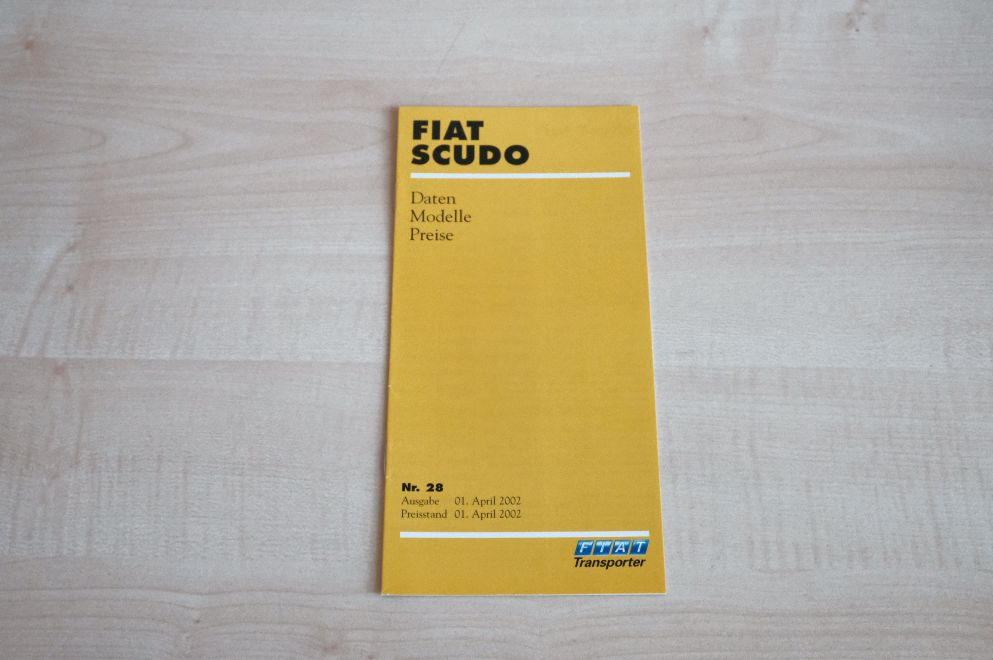 FIAT
SCUDO
Daten
Modelle
Preise
Nr. 28
Ausgabe 01. April 2002
Preisstand 01. April 2002
FIAT
Transporter